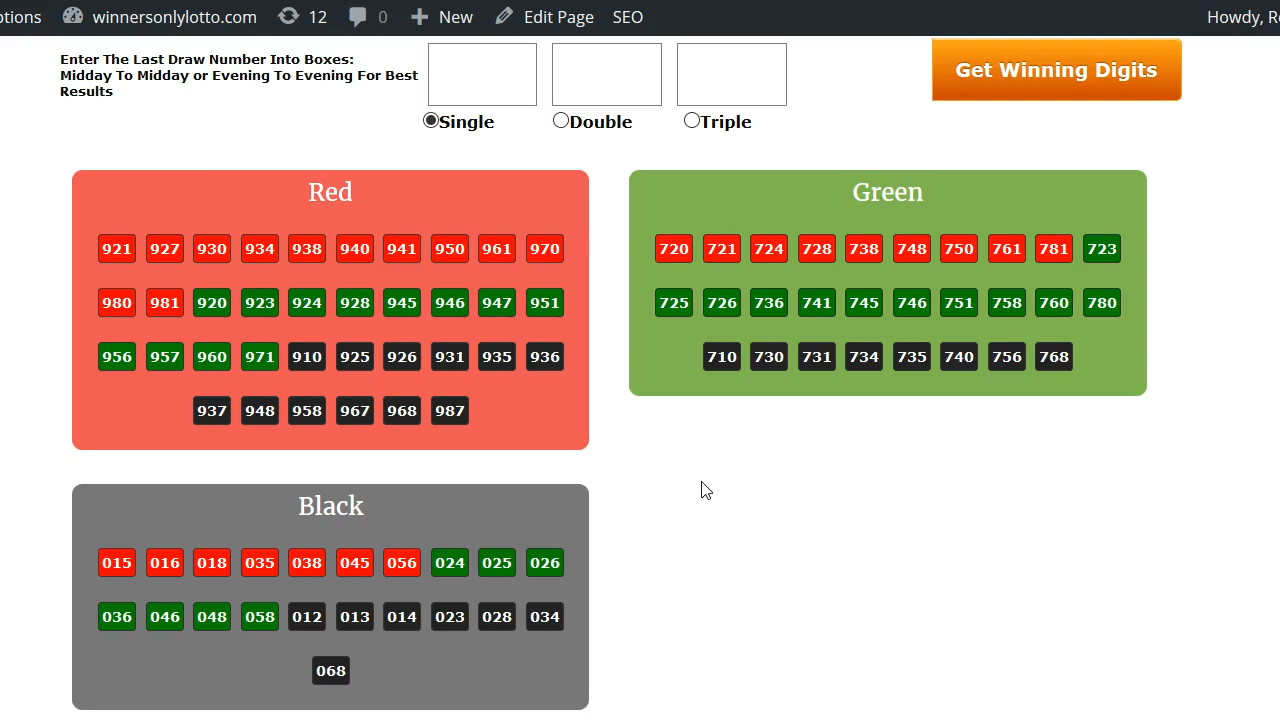 ptions winnersonlylotto.com 12 0 New Edit Page SEO Howdy, R
Enter The Last Draw Number Into Boxes:
Midday To Midday or Evening To Evening For Best
Results
Get Winning Digits
Single Double Triple
Red
921 927 930 934 938 940 941 950 961 970
980 981 920 923 924 928 945 946 947 951
956 957 960 971 910 925 926 931 935 936
937 948 958 967 968 987
Green
720 721 724 728 738 748 750 761 781 723
725 726 736 741 745 746 751 758 760 780
710 730 731 734 735 740 756 768
Black
015 016 018 035 038 045 056 024 025 026
036 046 048 058 012 013 014 023 028 034
068